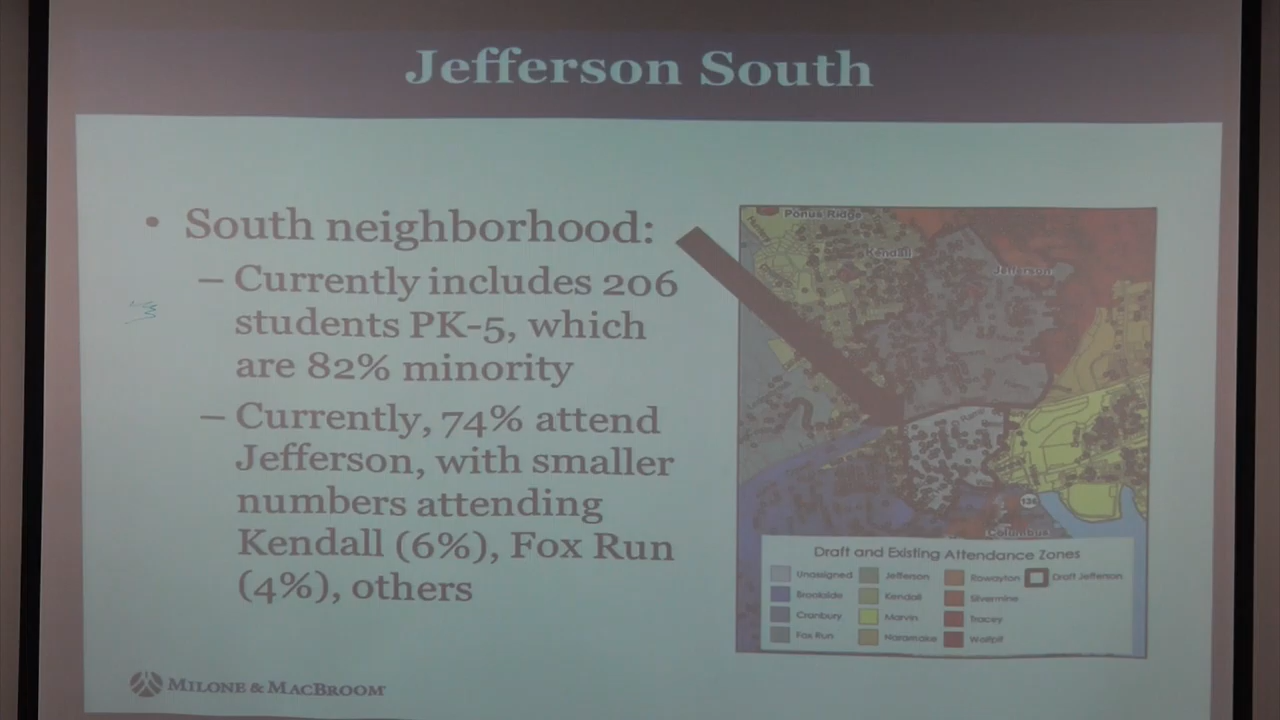 Jefferson South
• South neighborhood:
– Currently includes 206
students PK-5, which
are 82% minority
– Currently, 74% attend
Jefferson, with smaller
numbers attending
Kendall (6%), Fox Run
(4%), others
Ponus Ridge
Kendall
Jefferson
136
Columbus
Draft and Existing Attendance Zones
Unassigned Jefferson Rowayton Draft Jefferson
Brookside Kendall Silvermine
Cranbury Marvin Tracey
Fox Run Naramake Wolfpit
MILONE & MACBROOM